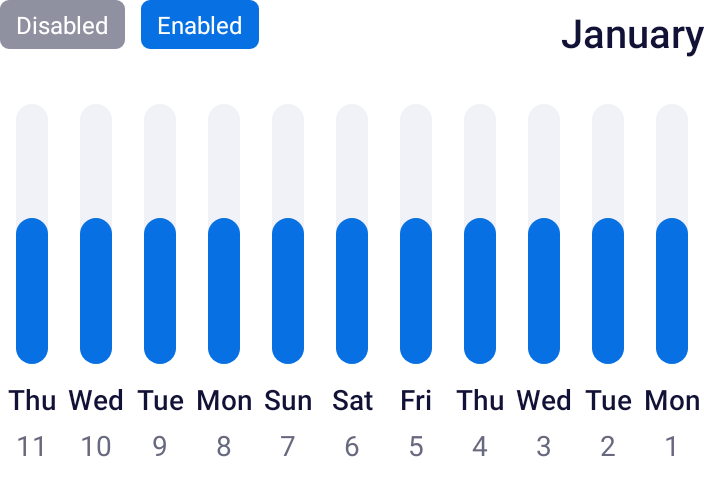 Disabled Enabled January
Thu Wed Tue Mon Sun Sat Fri Thu Wed Tue Mon
11 10 9 8 7 6 5 4 3 2 1